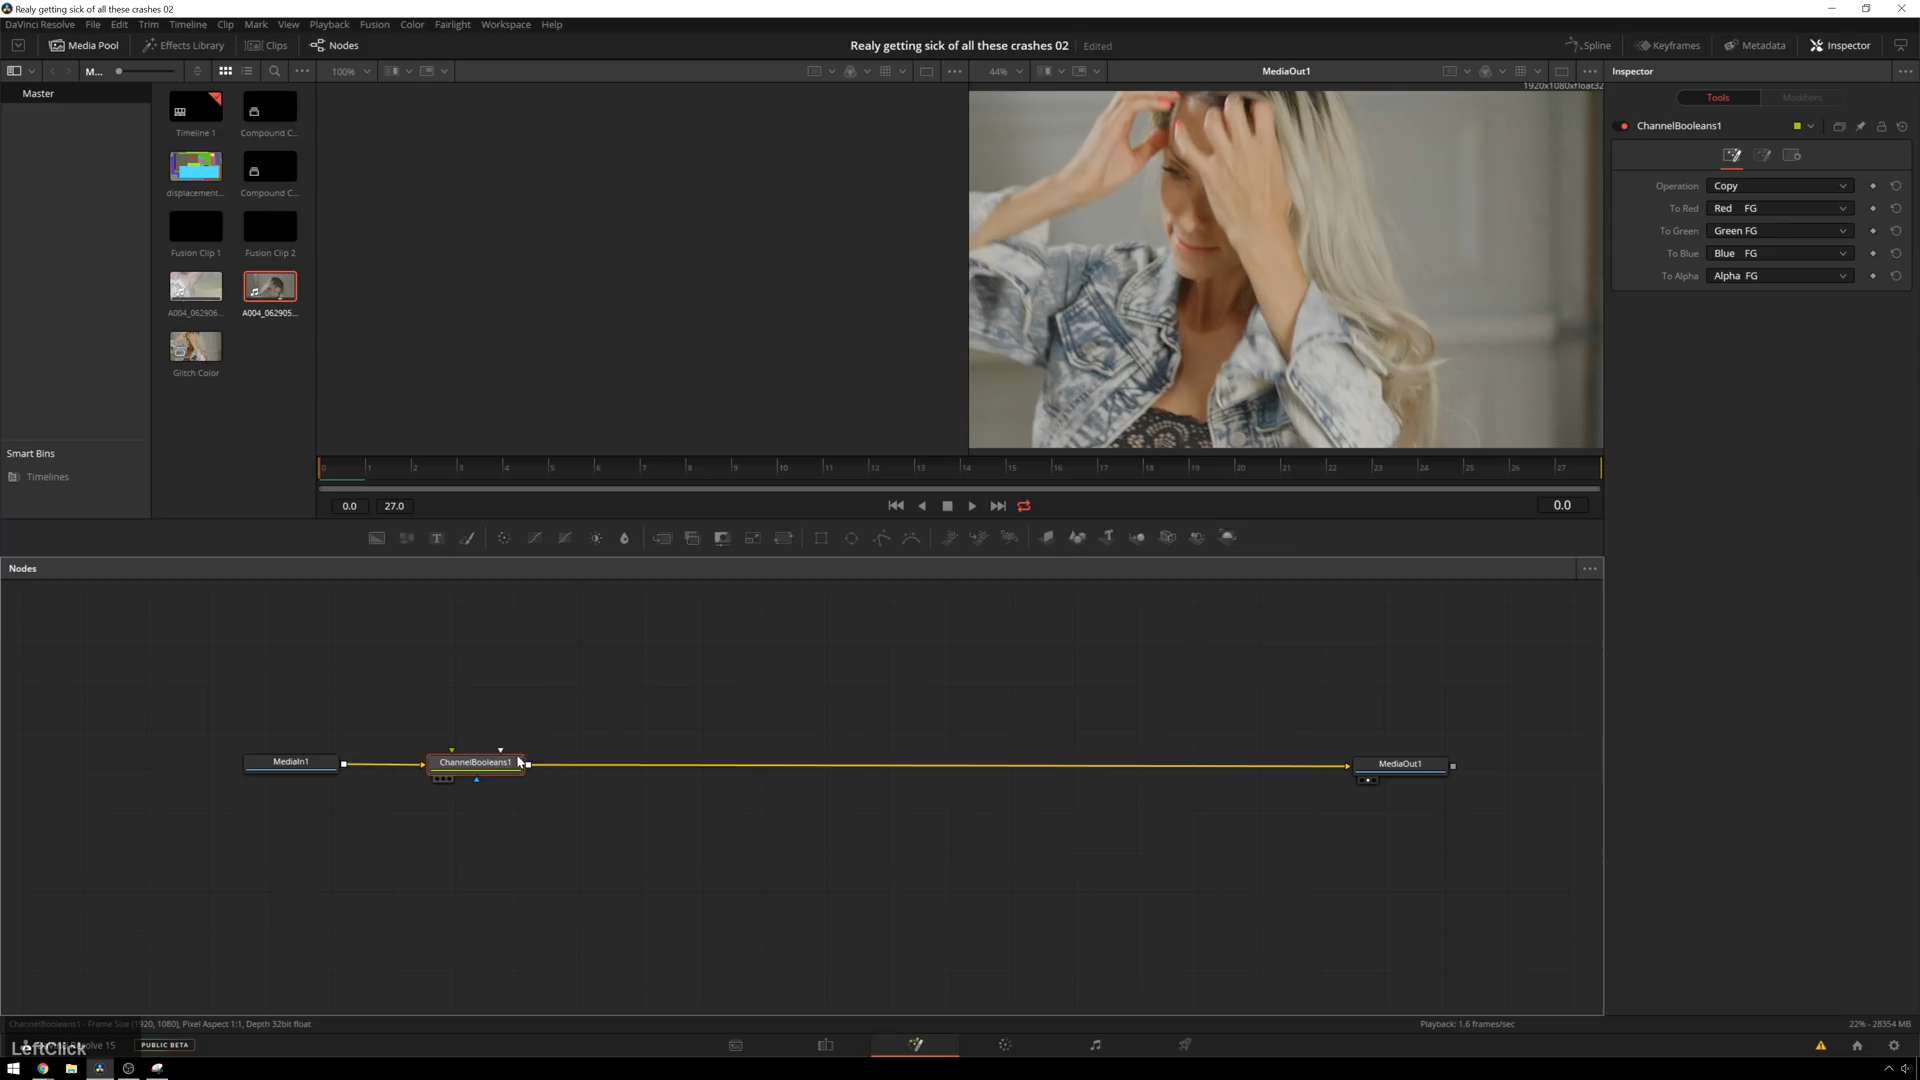 Realy getting sick of all these crashes 02
DaVinci Resolve File Edit Trim Timeline Clip Mark View Playback Fusion Color Fairlight Workspace Help
Media Pool Effects Library Clips Nodes Realy getting sick of all these crashes 02 Edited Spline Keyframes Metadata Inspector
M... 100% 44% MediaOut1 Inspector
1920x1080xfloat32
Master
Tools Modifiers
Timeline 1 Compound C...
ChannelBooleans1
displacement... Compound C...
Operation Copy
To Red Red FG
To Green Green FG
To Blue Blue FG
To Alpha Alpha FG
Fusion Clip 1 Fusion Clip 2
A004_062906... A004_062905...
Glitch Color
Smart Bins
Timelines
0 1 2 3 4 5 6 7 8 9 10 11 12 13 14 15 16 17 18 19 20 21 22 23 24 25 26 27
0.0 27.0 0.0
Nodes
MediaIn1 ChannelBooleans1 MediaOut1
ChannelBooleans1 - Frame Size (1920, 1080), Pixel Aspect 1:1, Depth 32bit float Playback: 1.6 frames/sec 22% - 28354 MB
LeftClick
Resolve 15 PUBLIC BETA